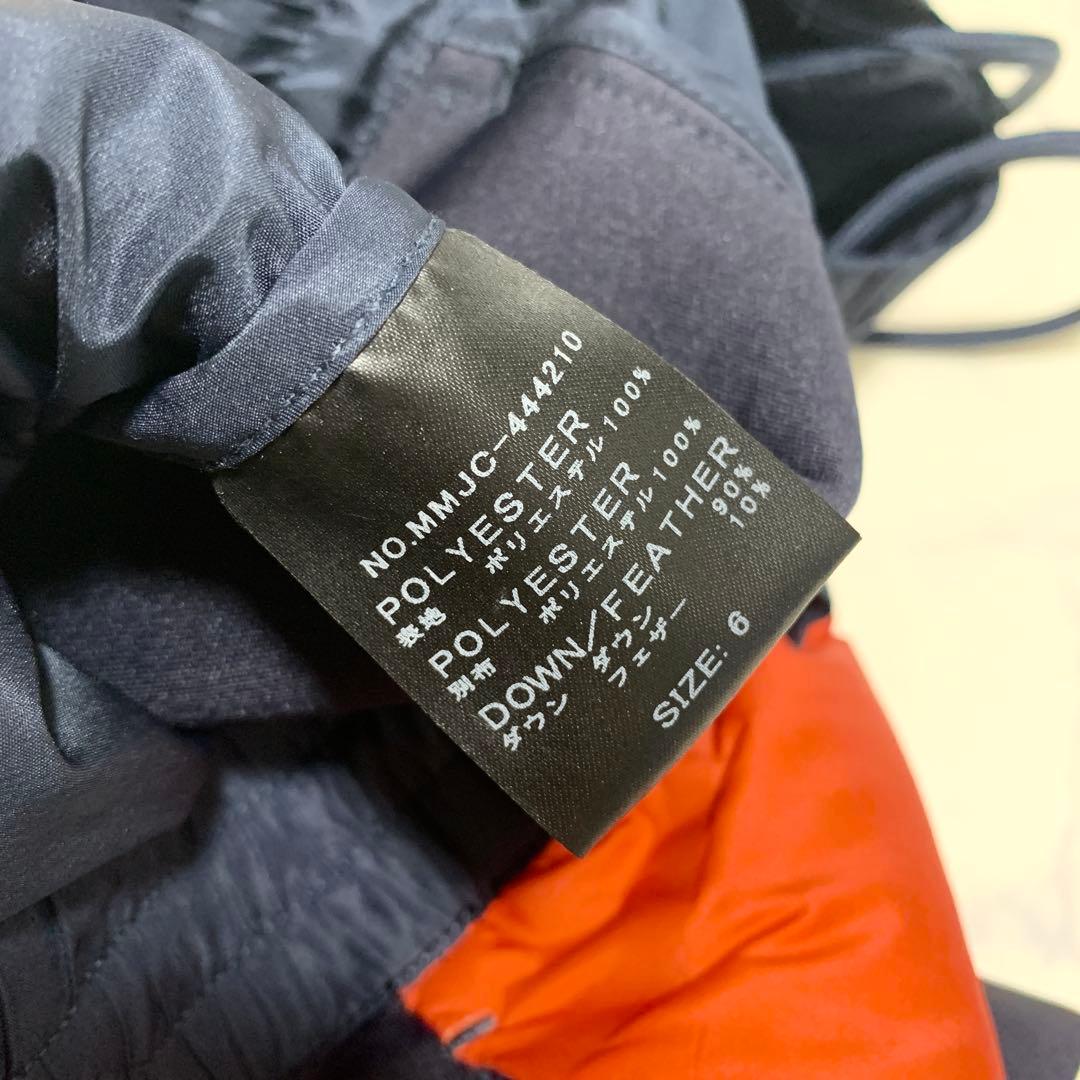 NO.MMJC-444210
POLYESTER
表地 ポリエステル100%
POLYESTER
別布 ポリエステル100%
DOWN/FEATHER
ダウン ダウン 90%
フェザー 10%
SIZE: 6